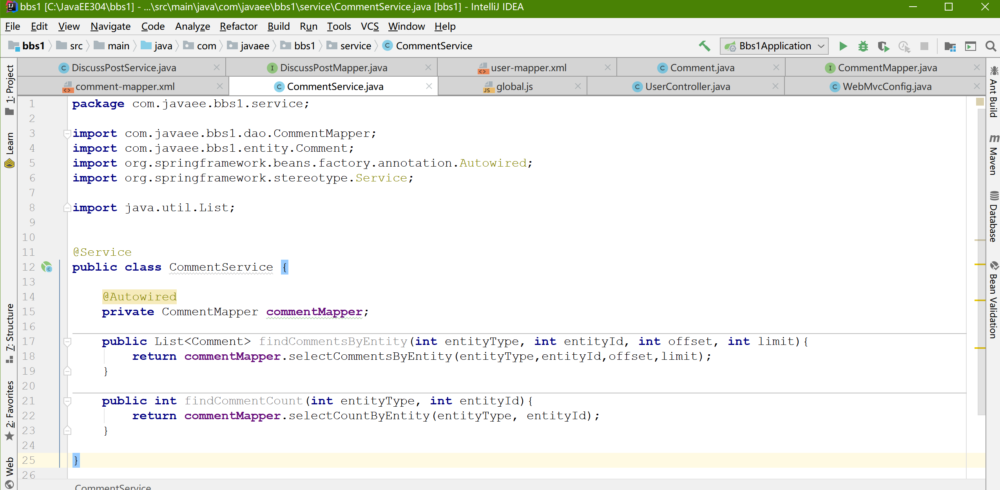 bbs1 [C:\JavaEE304\bbs1] - ...\src\main\java\com\javaee\bbs1\service\CommentService.java [bbs1] - IntelliJ IDEA
File Edit View Navigate Code Analyze Refactor Build Run Tools VCS Window Help
bbs1 src main java com javaee bbs1 service CommentService Bbs1Application
DiscussPostService.java DiscussPostMapper.java user-mapper.xml Comment.java CommentMapper.java
comment-mapper.xml CommentService.java global.js UserController.java WebMvcConfig.java
1: Project
Learn
7: Structure
2: Favorites
Web
1 package com.javaee.bbs1.service;
2
3 import com.javaee.bbs1.dao.CommentMapper;
4 import com.javaee.bbs1.entity.Comment;
5 import org.springframework.beans.factory.annotation.Autowired;
6 import org.springframework.stereotype.Service;
7
8 import java.util.List;
9
10
11 @Service
12 public class CommentService {
13
14 @Autowired
15 private CommentMapper commentMapper;
16
17 public List<Comment> findCommentsByEntity(int entityType, int entityId, int offset, int limit){
18 return commentMapper.selectCommentsByEntity(entityType,entityId,offset,limit);
19 }
20
21 public int findCommentCount(int entityType, int entityId){
22 return commentMapper.selectCountByEntity(entityType, entityId);
23 }
24
25 }
26
CommentService
Ant Build
Maven
Database
Bean Validation